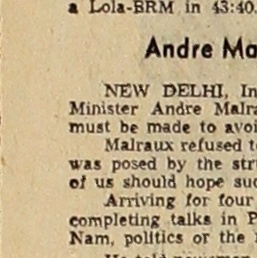 a Lola-BRM in 43:40.
Andre Ma
NEW DELHI, In
Minister Andre Malra
must be made to avoi
Malraux refused t
was posed by the str
of us should hope suc
Arriving for four
completing talks in P
Nam, politics or the